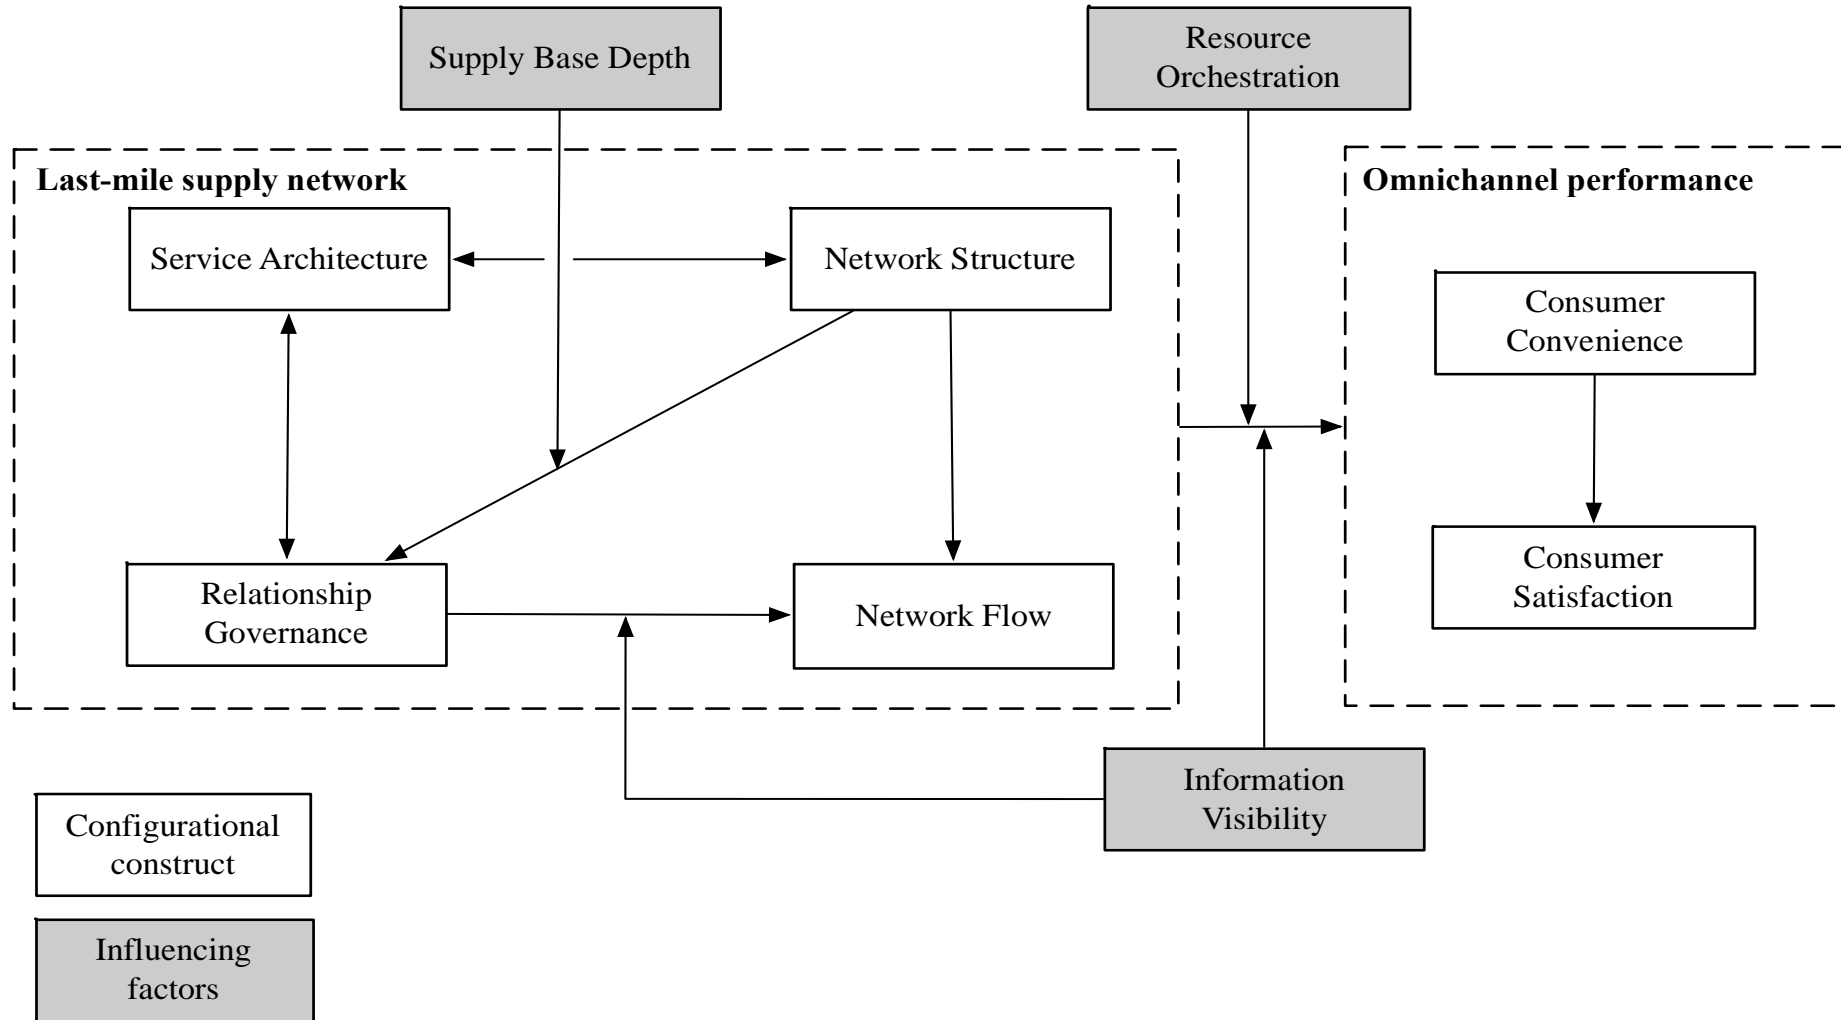 Supply Base Depth
Resource
Orchestration
Last-mile supply network
Omnichannel performance
Service Architecture
Network Structure
Consumer
Convenience
Relationship
Governance
Network Flow
Consumer
Satisfaction
Information
Visibility
Configurational
construct
Influencing
factors